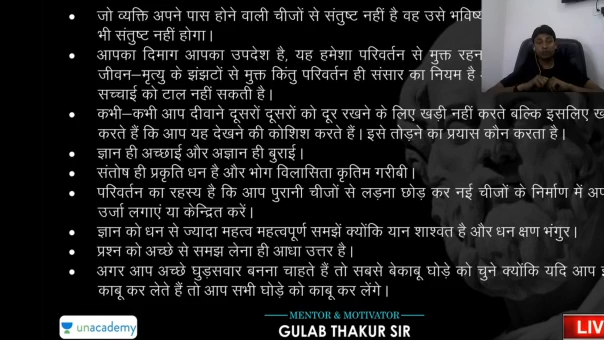 जो व्यक्ति अपने पास होने वाली चीजों से संतुष्ट नहीं है वह उसे
भी संतुष्ट नहीं होगा।
आपका दिमाग आपका उपदेश है, यह हमेशा परिवर्तन से मुक्त
जीवन–मृत्यु के झंझटों से मुक्त किंतु परिवर्तन ही संसार का नियम है
सच्चाई को टाल नहीं सकती है।
कभी–कभी आप दीवाने दूसरों दूसरों को दूर रखने के लिए खड़ी नहीं करते बल्कि इसलिए
करते हैं कि आप यह देखने की कोशिश करते हैं। इसे तोड़ने का प्रयास कौन करता है।
ज्ञान ही अच्छाई और अज्ञान ही बुराई।
संतोष ही प्रकृति धन है और भोग विलासिता कृतिम गरीबी।
परिवर्तन का रहस्य है कि आप पुरानी चीजों से लड़ना छोड़ कर नई चीजों के निर्माण में
उर्जा लगाएं या केन्द्रित करें।
ज्ञान को धन से ज्यादा महत्व महत्वपूर्ण समझें क्योंकि यान शाश्वत है और धन क्षण भंगुर।
प्रश्न को अच्छे से समझ लेना ही आधा उत्तर है।
अगर आप अच्छे घुड़सवार बनना चाहते हैं तो सबसे बेकाबू घोड़े को चुने क्योंकि यदि आप
काबू कर लेते हैं तो आप सभी घोड़े को काबू कर लेंगे।
unacademy
MENTOR & MOTIVATOR
GULAB THAKUR SIR